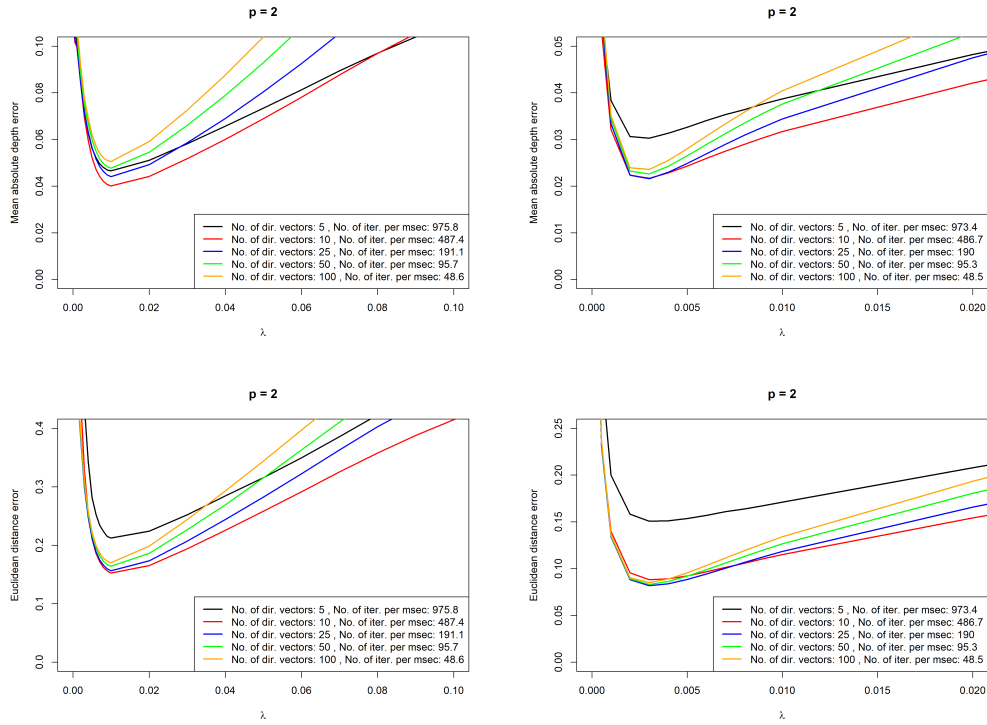 p = 2
Mean absolute depth error
0.00 0.02 0.04 0.06 0.08 0.10
No. of dir. vectors: 5 , No. of iter. per msec: 975.8
No. of dir. vectors: 10 , No. of iter. per msec: 487.4
No. of dir. vectors: 25 , No. of iter. per msec: 191.1
No. of dir. vectors: 50 , No. of iter. per msec: 95.7
No. of dir. vectors: 100 , No. of iter. per msec: 48.6
0.00 0.02 0.04 0.06 0.08 0.10
λ
p = 2
Mean absolute depth error
0.00 0.01 0.02 0.03 0.04 0.05
No. of dir. vectors: 5 , No. of iter. per msec: 973.4
No. of dir. vectors: 10 , No. of iter. per msec: 486.7
No. of dir. vectors: 25 , No. of iter. per msec: 190
No. of dir. vectors: 50 , No. of iter. per msec: 95.3
No. of dir. vectors: 100 , No. of iter. per msec: 48.5
0.000 0.005 0.010 0.015 0.020
λ
p = 2
Euclidean distance error
0.0 0.1 0.2 0.3 0.4
No. of dir. vectors: 5 , No. of iter. per msec: 975.8
No. of dir. vectors: 10 , No. of iter. per msec: 487.4
No. of dir. vectors: 25 , No. of iter. per msec: 191.1
No. of dir. vectors: 50 , No. of iter. per msec: 95.7
No. of dir. vectors: 100 , No. of iter. per msec: 48.6
0.00 0.02 0.04 0.06 0.08 0.10
λ
p = 2
Euclidean distance error
0.00 0.05 0.10 0.15 0.20 0.25
No. of dir. vectors: 5 , No. of iter. per msec: 973.4
No. of dir. vectors: 10 , No. of iter. per msec: 486.7
No. of dir. vectors: 25 , No. of iter. per msec: 190
No. of dir. vectors: 50 , No. of iter. per msec: 95.3
No. of dir. vectors: 100 , No. of iter. per msec: 48.5
0.000 0.005 0.010 0.015 0.020
λ